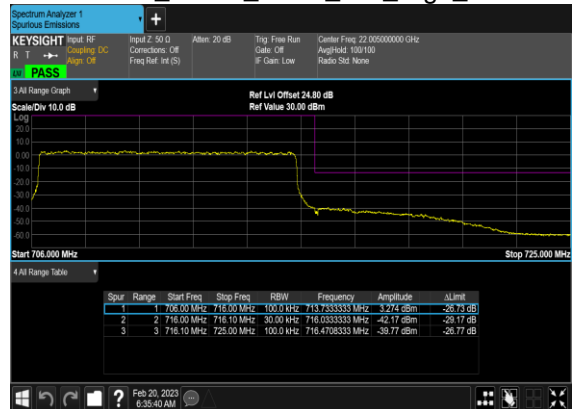 Spectrum Analyzer 1
Spurious Emissions
+
KEYSIGHT Input: RF Input Z: 50 Ω Atten: 20 dB Trig: Free Run Center Freq: 22.005000000 GHz
R T Coupling: DC Corrections: Off Gate: Off Avg|Hold: 100/100
Align: Off Freq Ref: Int (S) IF Gain: Low Radio Std: None
PASS
3 All Range Graph
Ref Lvl Offset 24.80 dB
Scale/Div 10.0 dB Ref Value 30.00 dBm
Log
20.0
10.0
0.00
-10.0
-20.0
-30.0
-40.0
-50.0
-60.0
Start 706.000 MHz Stop 725.000 MHz
4 All Range Table
Spur Range Start Freq Stop Freq RBW Frequency Amplitude ΔLimit
1 1 706.00 MHz 716.00 MHz 100.0 kHz 713.7333333 MHz 3.274 dBm -26.73 dB
2 2 716.00 MHz 716.10 MHz 30.00 kHz 716.0333333 MHz -42.17 dBm -29.17 dB
3 3 716.10 MHz 725.00 MHz 100.0 kHz 716.4708333 MHz -39.77 dBm -26.77 dB
? Feb 20, 2023
6:35:40 AM